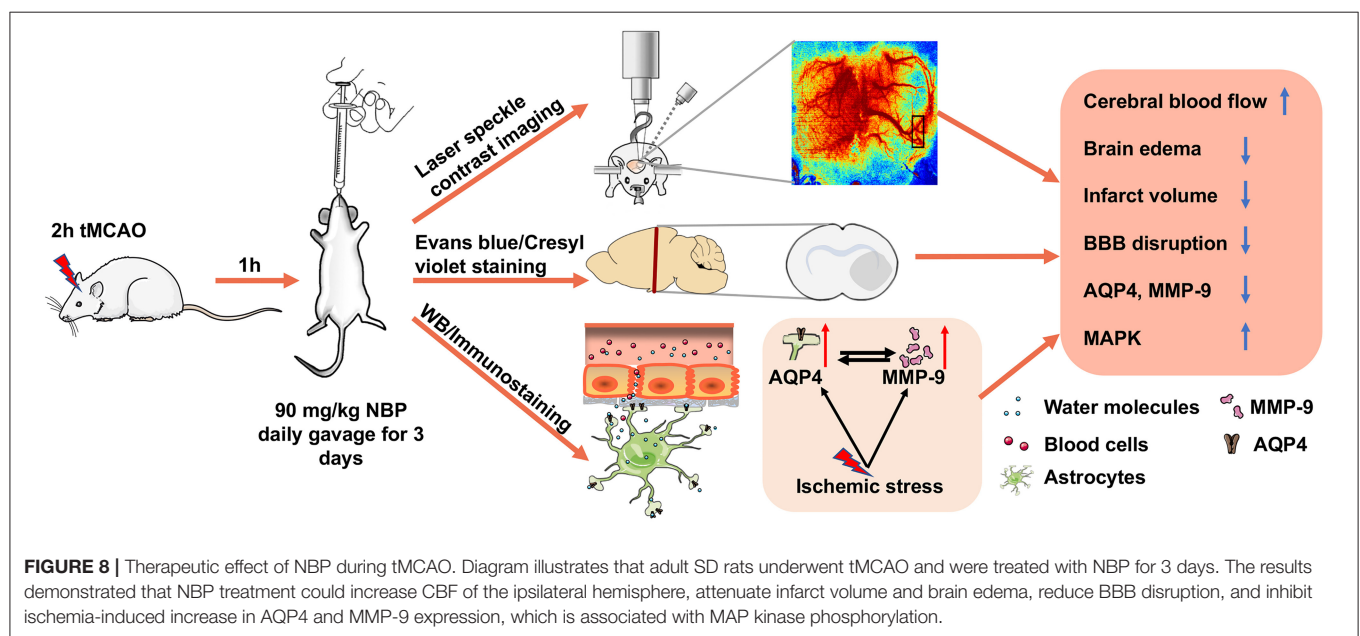 2h tMCAO
1h
90 mg/kg NBP
daily gavage for 3
days
Laser speckle
contrast imaging
Evans blue/Cresyl
violet staining
WB/Immunostaining
AQP4
MMP-9
Ischemic stress
Cerebral blood flow ↑
Brain edema ↓
Infarct volume ↓
BBB disruption ↓
AQP4, MMP-9 ↓
MAPK ↑
Water molecules
MMP-9
Blood cells
AQP4
Astrocytes
FIGURE 8 | Therapeutic effect of NBP during tMCAO. Diagram illustrates that adult SD rats underwent tMCAO and were treated with NBP for 3 days. The results
demonstrated that NBP treatment could increase CBF of the ipsilateral hemisphere, attenuate infarct volume and brain edema, reduce BBB disruption, and inhibit
ischemia-induced increase in AQP4 and MMP-9 expression, which is associated with MAP kinase phosphorylation.